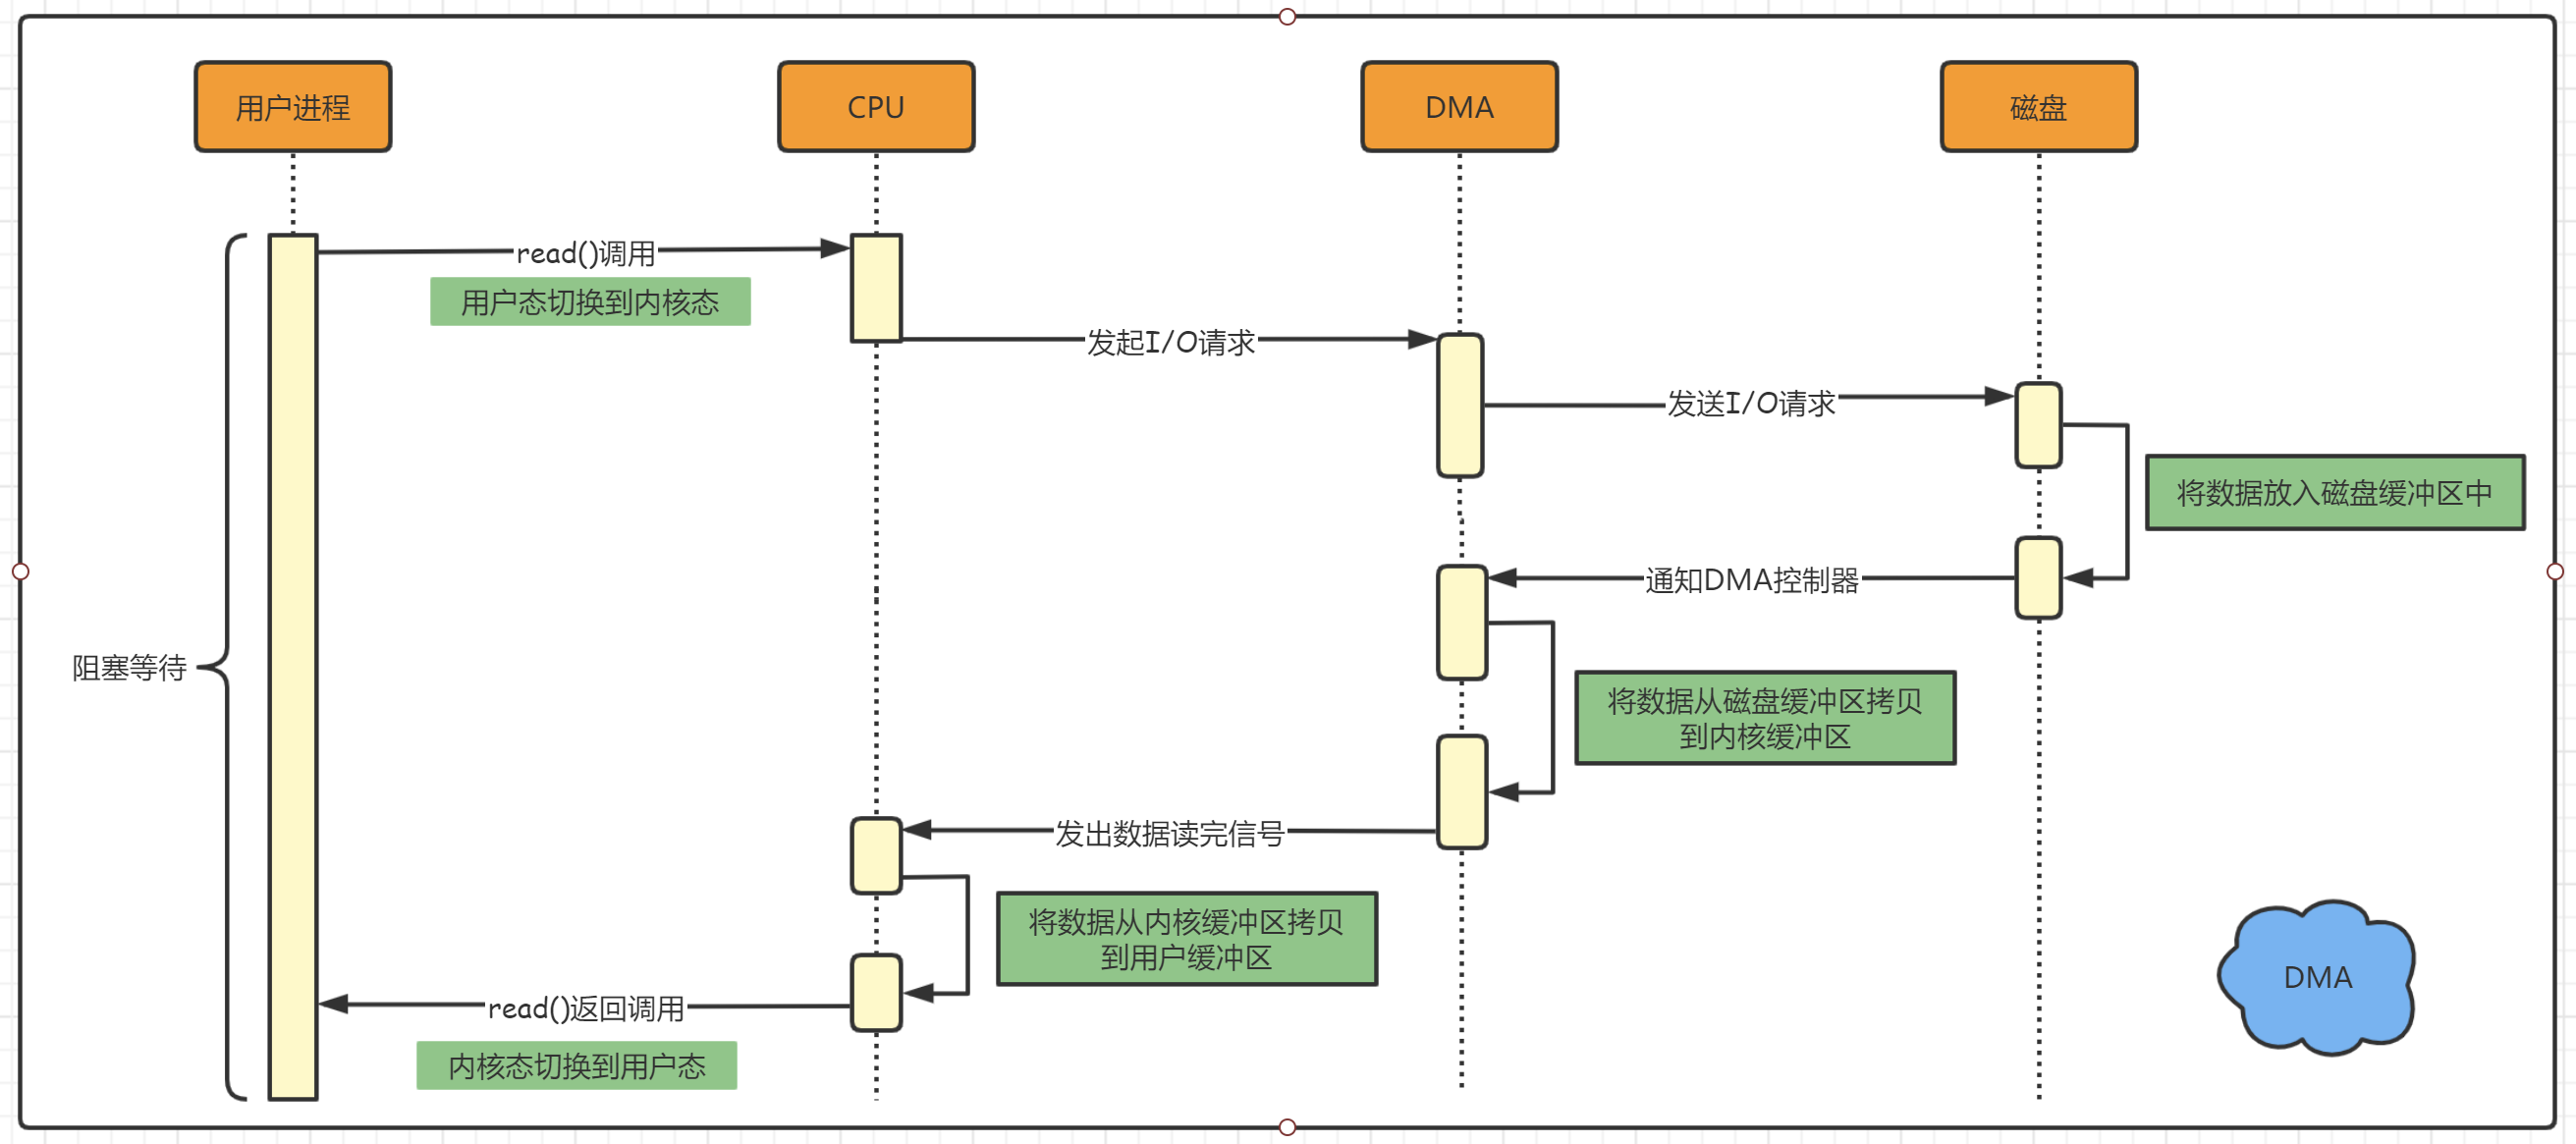 用户进程
CPU
DMA
磁盘
read()调用
用户态切换到内核态
发起I/O请求
发送I/O请求
将数据放入磁盘缓冲区中
通知DMA控制器
阻塞等待
将数据从磁盘缓冲区拷贝
到内核缓冲区
发出数据读完信号
将数据从内核缓冲区拷贝
到用户缓冲区
DMA
read()返回调用
内核态切换到用户态